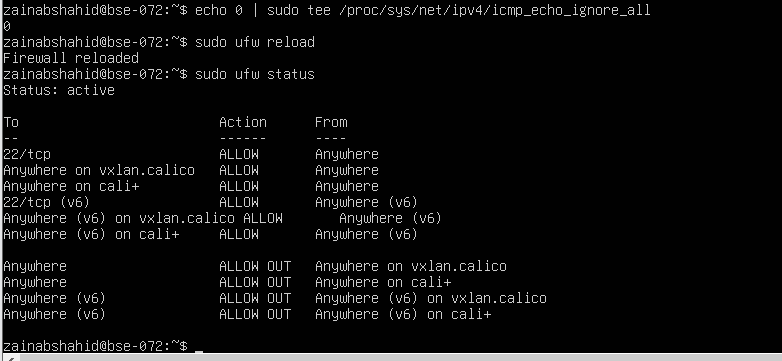 zainabshahid@bse-072:~$ echo 0 | sudo tee /proc/sys/net/ipv4/icmp_echo_ignore_all
0
zainabshahid@bse-072:~$ sudo ufw reload
Firewall reloaded
zainabshahid@bse-072:~$ sudo ufw status
Status: active

To                         Action      From
--                         ------      ----
22/tcp                     ALLOW       Anywhere
Anywhere on vxlan.calico   ALLOW       Anywhere
Anywhere on cali+          ALLOW       Anywhere
22/tcp (v6)                ALLOW       Anywhere (v6)
Anywhere (v6) on vxlan.calico ALLOW       Anywhere (v6)
Anywhere (v6) on cali+     ALLOW       Anywhere (v6)

Anywhere                   ALLOW OUT   Anywhere on vxlan.calico
Anywhere                   ALLOW OUT   Anywhere on cali+
Anywhere (v6)              ALLOW OUT   Anywhere (v6) on vxlan.calico
Anywhere (v6)              ALLOW OUT   Anywhere (v6) on cali+

zainabshahid@bse-072:~$ _